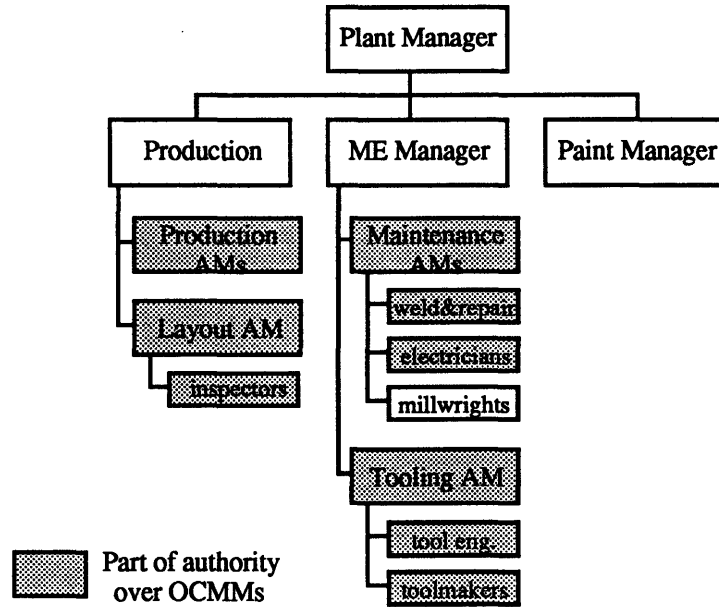 Plant Manager
Production
ME Manager
Paint Manager
Production
AMs
Maintenance
AMs
Layout AM
weld&repair
electricians
inspectors
millwrights
Tooling AM
tool eng.
toolmakers
Part of authority
over OCMMs